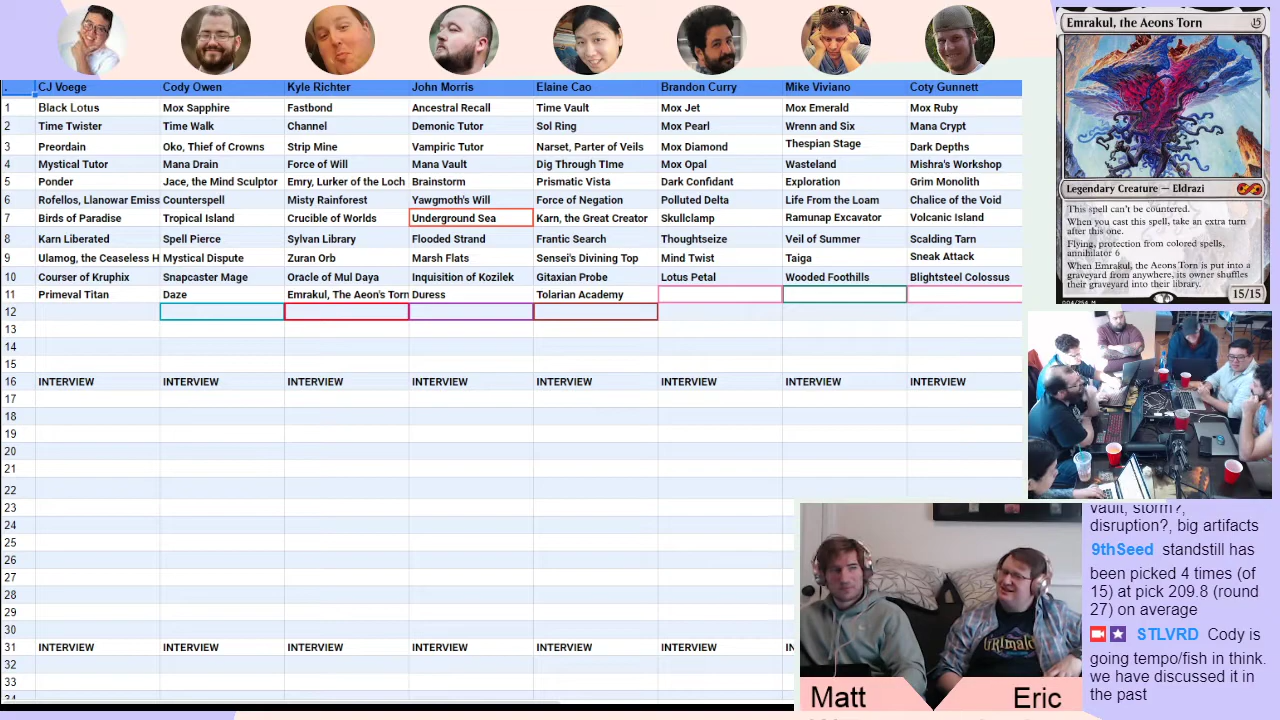 . CJ Voege Cody Owen Kyle Richter John Morris Elaine Cao Brandon Curry Mike Viviano Coty Gunnett
1 Black Lotus Mox Sapphire Fastbond Ancestral Recall Time Vault Mox Jet Mox Emerald Mox Ruby
2 Time Twister Time Walk Channel Demonic Tutor Sol Ring Mox Pearl Wrenn and Six Mana Crypt
3 Preordain Oko, Thief of Crowns Strip Mine Vampiric Tutor Narset, Parter of Veils Mox Diamond Thespian Stage Dark Depths
4 Mystical Tutor Mana Drain Force of Will Mana Vault Dig Through TIme Mox Opal Wasteland Mishra's Workshop
5 Ponder Jace, the Mind Sculptor Emry, Lurker of the Loch Brainstorm Prismatic Vista Dark Confidant Exploration Grim Monolith
6 Rofellos, Llanowar Emiss Counterspell Misty Rainforest Yawgmoth's Will Force of Negation Polluted Delta Life From the Loam Chalice of the Void
7 Birds of Paradise Tropical Island Crucible of Worlds Underground Sea Karn, the Great Creator Skullclamp Ramunap Excavator Volcanic Island
8 Karn Liberated Spell Pierce Sylvan Library Flooded Strand Frantic Search Thoughtseize Veil of Summer Scalding Tarn
9 Ulamog, the Ceaseless H Mystical Dispute Zuran Orb Marsh Flats Sensei's Divining Top Mind Twist Taiga Sneak Attack
10 Courser of Kruphix Snapcaster Mage Oracle of Mul Daya Inquisition of Kozilek Gitaxian Probe Lotus Petal Wooded Foothills Blightsteel Colossus
11 Primeval Titan Daze Emrakul, The Aeon's Torn Duress Tolarian Academy
12
13
14
15
16 INTERVIEW INTERVIEW INTERVIEW INTERVIEW INTERVIEW INTERVIEW INTERVIEW INTERVIEW
17
18
19
20
21
22
23
24
25
26
27
28
29
30
31 INTERVIEW INTERVIEW INTERVIEW INTERVIEW INTERVIEW INTERVIEW IN
32
33
34
Emrakul, the Aeons Torn 15
Legendary Creature — Eldrazi
This spell can't be countered.
When you cast this spell, take an extra turn
after this one.
Flying, protection from colored spells,
annihilator 6
When Emrakul, the Aeons Torn is put into a
graveyard from anywhere, its owner shuffles
their graveyard into their library.
15/15
vault, storm?,
disruption?, big artifacts
9thSeed standstill has
been picked 4 times (of
15) at pick 209.8 (round
27) on average
STLVRD Cody is
going tempo/fish in think.
we have discussed it in
the past
Matt Eric